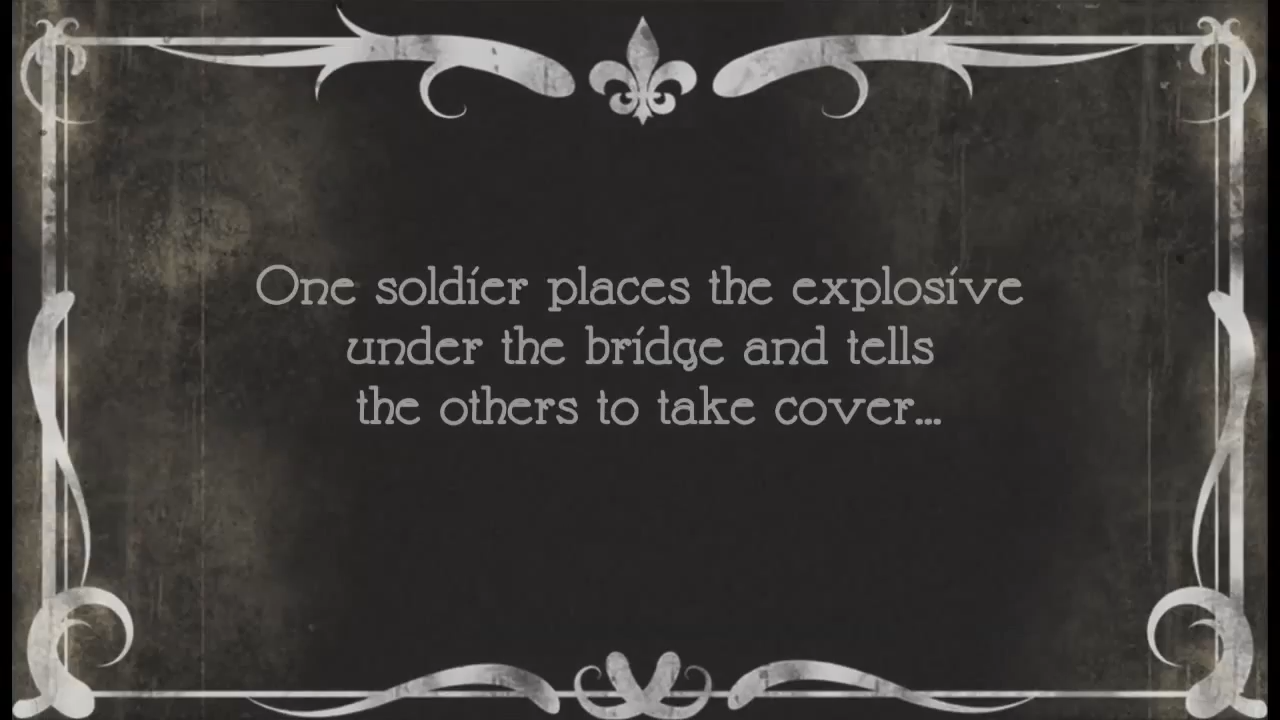 One soldier places the explosive
under the bridge and tells
the others to take cover...